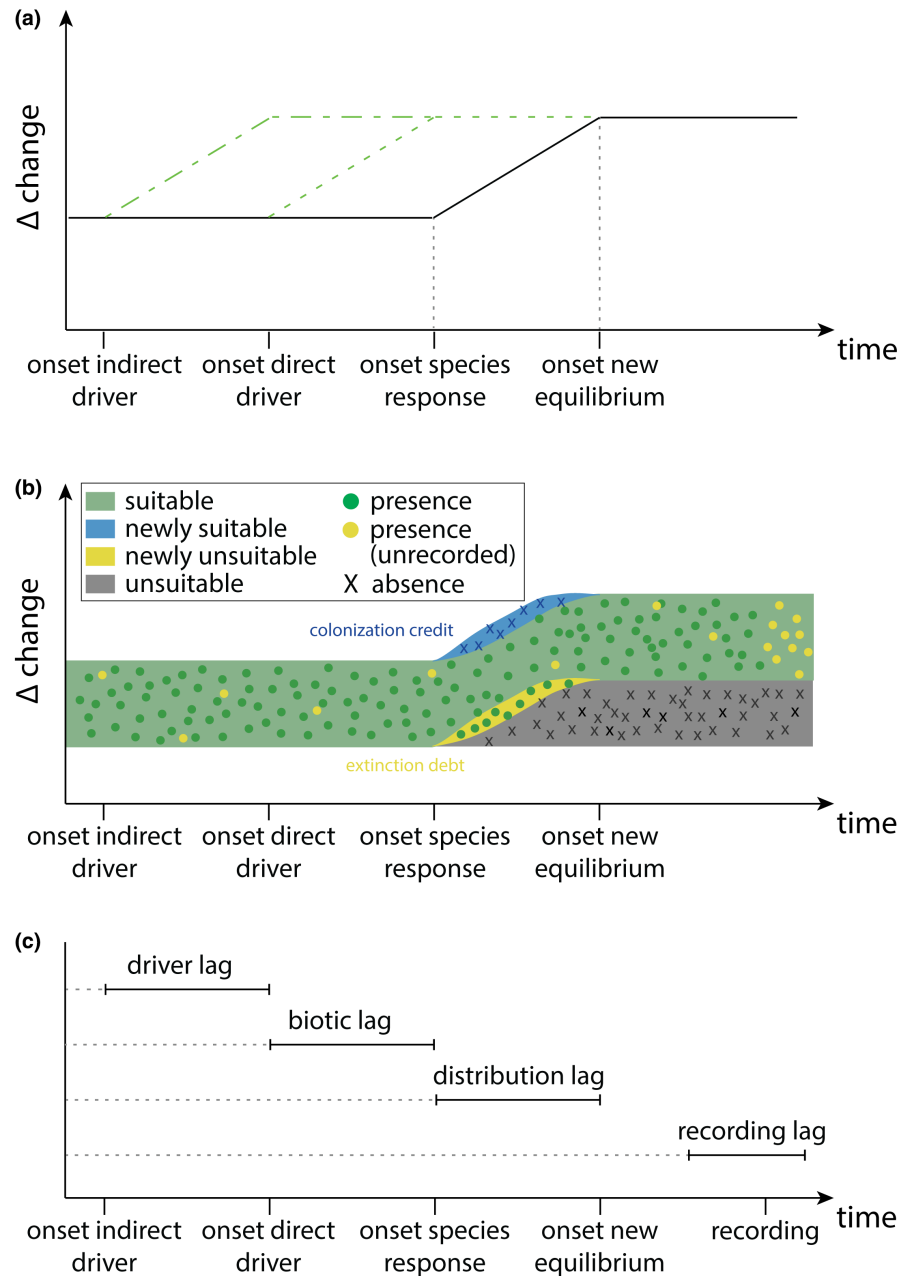 (a)
Δ change
time
onset indirect
driver
onset direct
driver
onset species
response
onset new
equilibrium
(b)
suitable
newly suitable
newly unsuitable
unsuitable
presence
presence
(unrecorded)
X absence
colonization credit
extinction debt
Δ change
time
onset indirect
driver
onset direct
driver
onset species
response
onset new
equilibrium
(c)
driver lag
biotic lag
distribution lag
recording lag
time
onset indirect
driver
onset direct
driver
onset species
response
onset new
equilibrium
recording